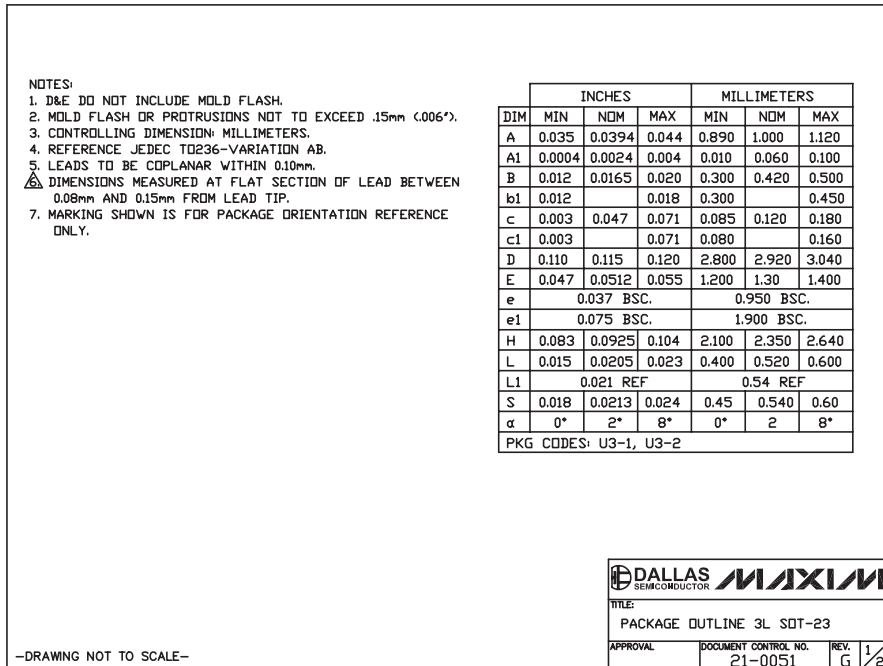 NOTES:
1. D&E DO NOT INCLUDE MOLD FLASH.
2. MOLD FLASH OR PROTRUSIONS NOT TO EXCEED .15mm (.006").
3. CONTROLLING DIMENSION: MILLIMETERS.
4. REFERENCE JEDEC TO236-VARIATION AB.
5. LEADS TO BE COPLANAR WITHIN 0.10mm.
6. DIMENSIONS MEASURED AT FLAT SECTION OF LEAD BETWEEN
0.08mm AND 0.15mm FROM LEAD TIP.
7. MARKING SHOWN IS FOR PACKAGE ORIENTATION REFERENCE
ONLY.
INCHES MILLIMETERS
DIM MIN NOM MAX MIN NOM MAX
A 0.035 0.0394 0.044 0.890 1.000 1.120
A1 0.0004 0.0024 0.004 0.010 0.060 0.100
B 0.012 0.0165 0.020 0.300 0.420 0.500
b1 0.012 0.018 0.300 0.450
c 0.003 0.047 0.071 0.085 0.120 0.180
c1 0.003 0.071 0.080 0.160
D 0.110 0.115 0.120 2.800 2.920 3.040
E 0.047 0.0512 0.055 1.200 1.30 1.400
e 0.037 BSC. 0.950 BSC.
e1 0.075 BSC. 1.900 BSC.
H 0.083 0.0925 0.104 2.100 2.350 2.640
L 0.015 0.0205 0.023 0.400 0.520 0.600
L1 0.021 REF 0.54 REF
S 0.018 0.0213 0.024 0.45 0.540 0.60
α 0° 2° 8° 0° 2 8°
PKG CODES: U3-1, U3-2
DALLAS SEMICONDUCTOR MAXIM
TITLE:
PACKAGE OUTLINE 3L SOT-23
APPROVAL DOCUMENT CONTROL NO. REV.
21-0051 G 1/2
-DRAWING NOT TO SCALE-